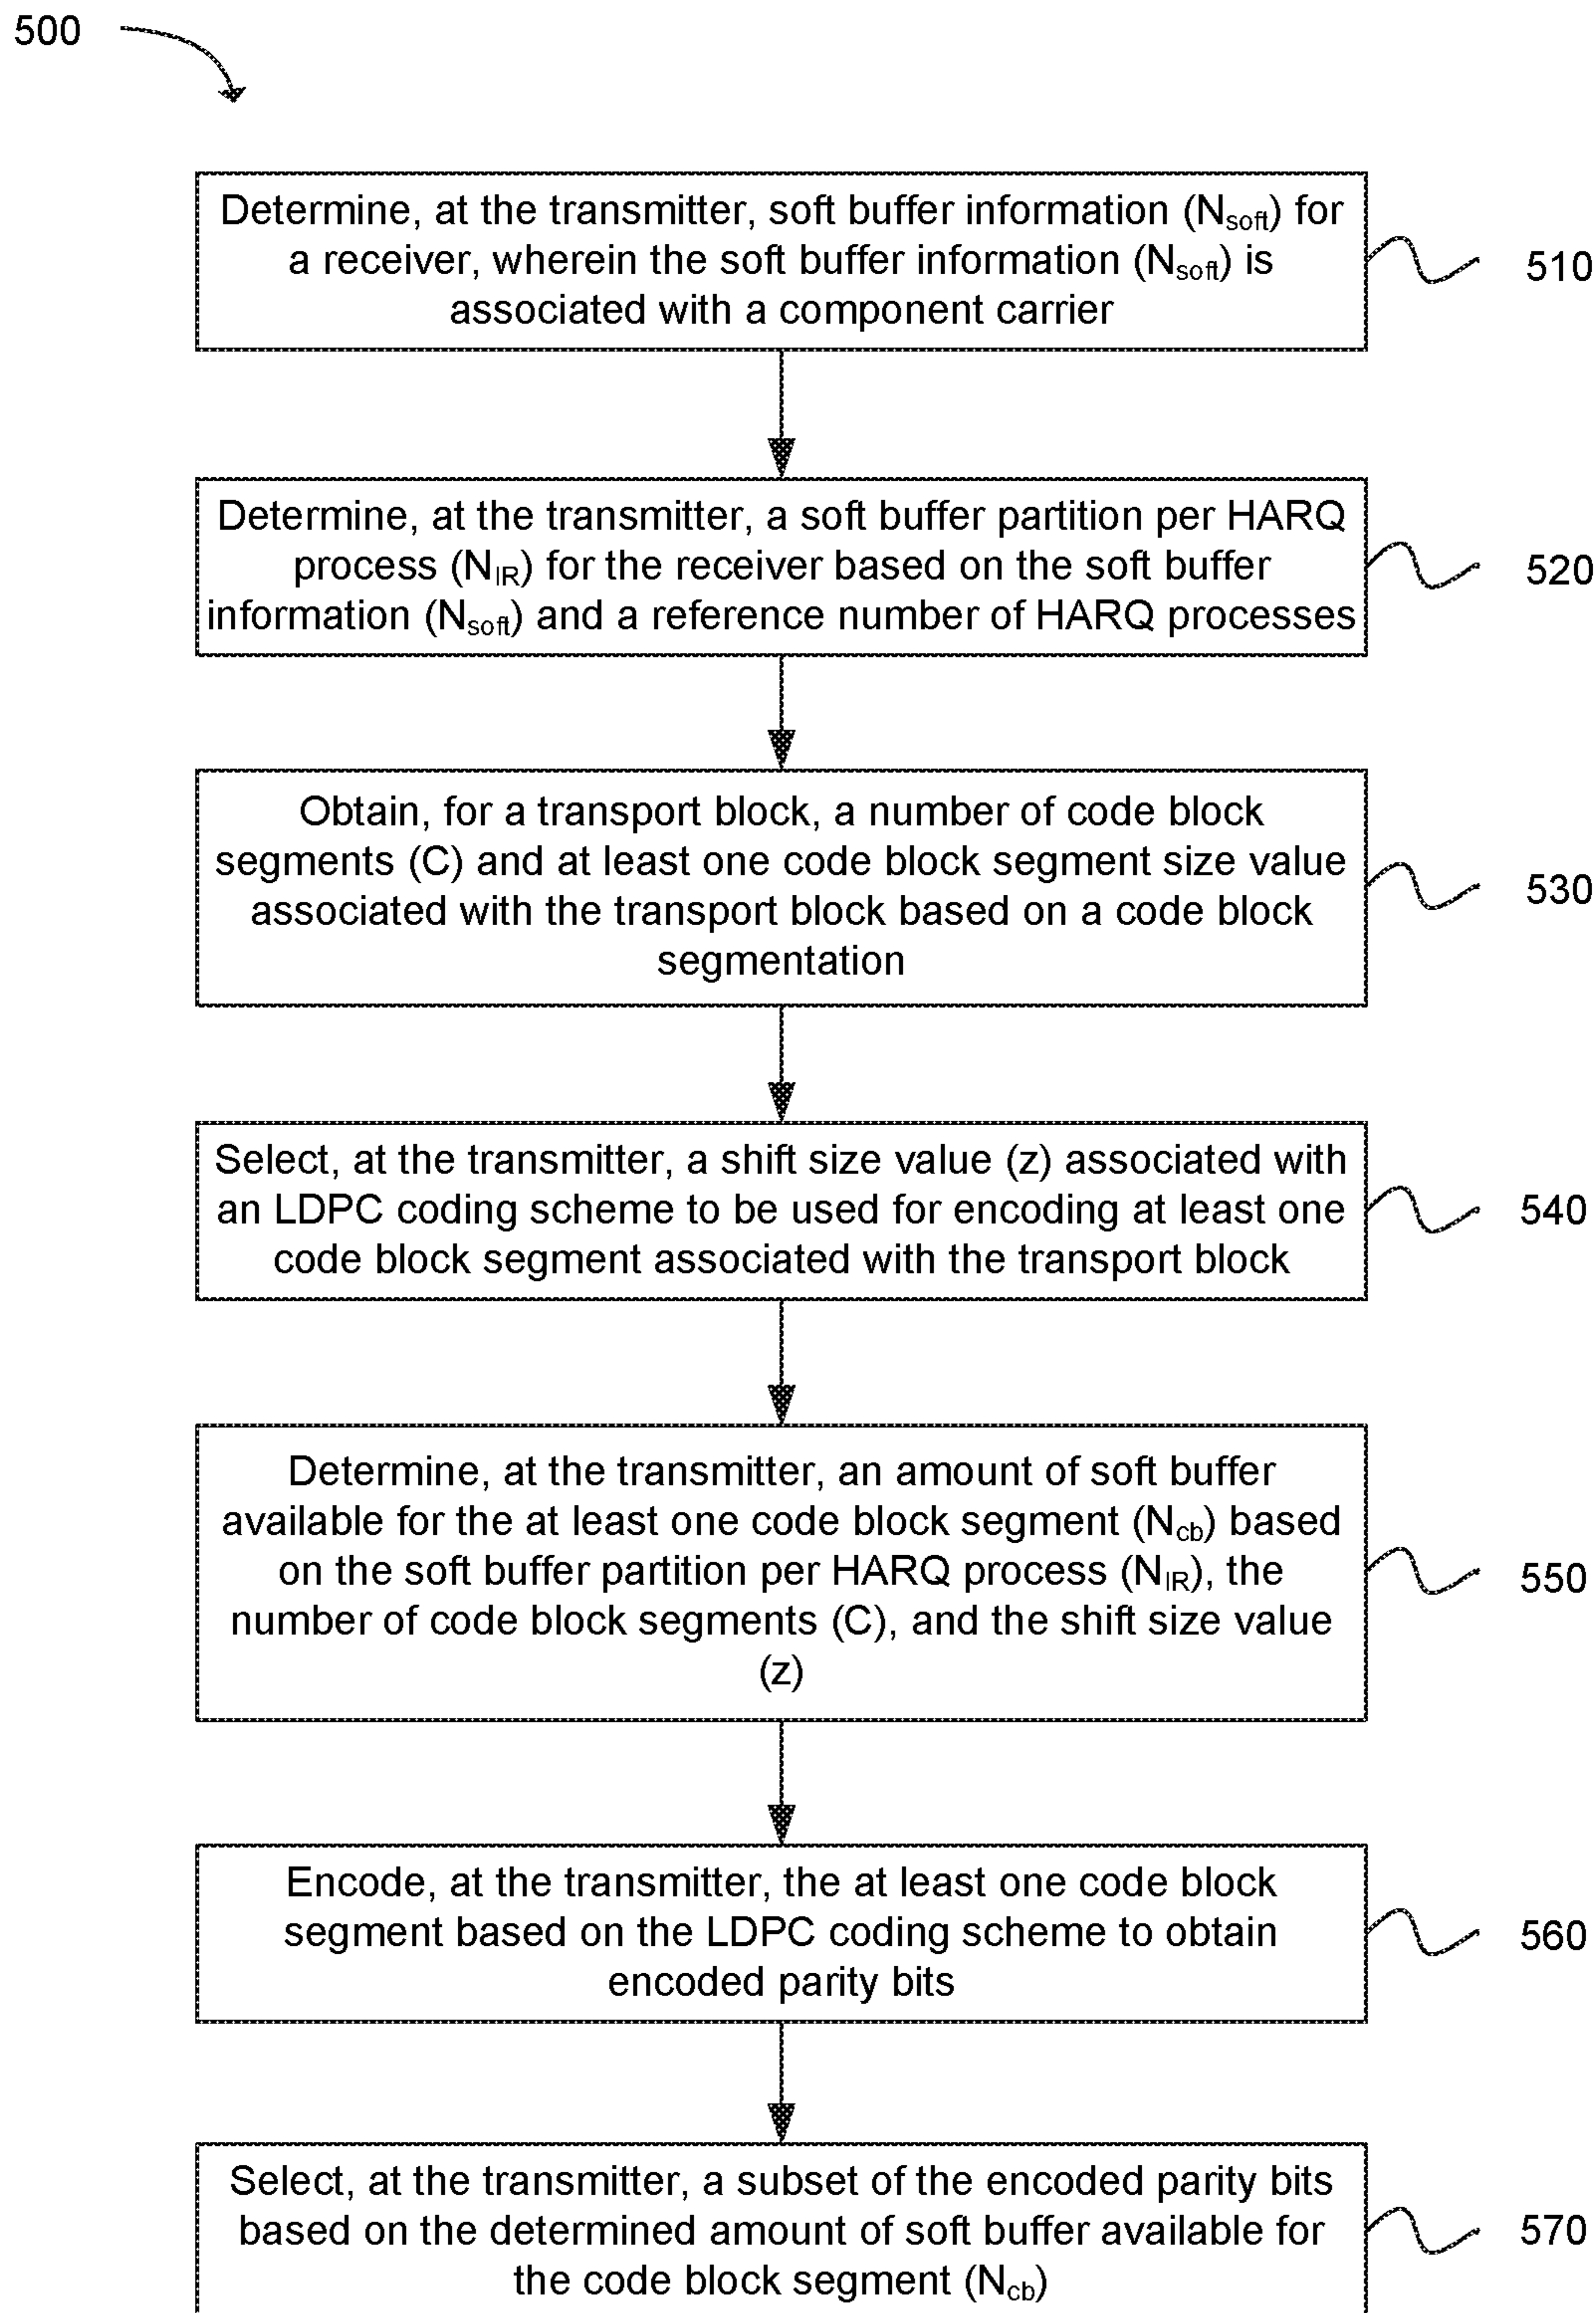 500
Determine, at the transmitter, soft buffer information (Nsoft) for
a receiver, wherein the soft buffer information (Nsoft) is
associated with a component carrier
510
Determine, at the transmitter, a soft buffer partition per HARQ
process (NIR) for the receiver based on the soft buffer
information (Nsoft) and a reference number of HARQ processes
520
Obtain, for a transport block, a number of code block
segments (C) and at least one code block segment size value
associated with the transport block based on a code block
segmentation
530
Select, at the transmitter, a shift size value (z) associated with
an LDPC coding scheme to be used for encoding at least one
code block segment associated with the transport block
540
Determine, at the transmitter, an amount of soft buffer
available for the at least one code block segment (Ncb) based
on the soft buffer partition per HARQ process (NIR), the
number of code block segments (C), and the shift size value
(z)
550
Encode, at the transmitter, the at least one code block
segment based on the LDPC coding scheme to obtain
encoded parity bits
560
Select, at the transmitter, a subset of the encoded parity bits
based on the determined amount of soft buffer available for
the code block segment (Ncb)
570